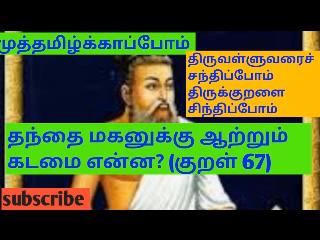 முத்தமிழ்க்காப்போம்
திருவள்ளுவரைச்
சந்திப்போம்
திருக்குறளை
சிந்திப்போம்
தந்தை மகனுக்கு ஆற்றும்
கடமை என்ன? (குறள் 67)
subscribe